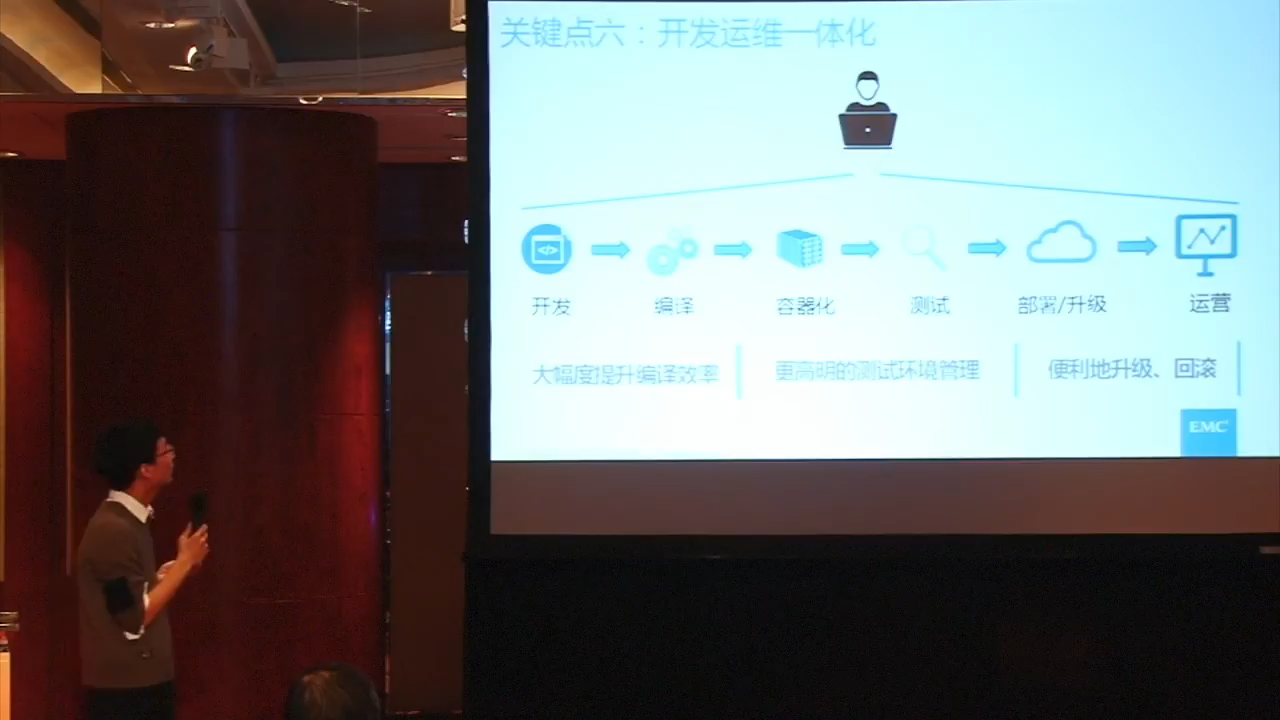 关键点六：开发运维一体化
</>
开发
编译
容器化
测试
部署/升级
运营
大幅度提升编译效率
更高明的测试环境管理
便利地升级、回滚
EMC